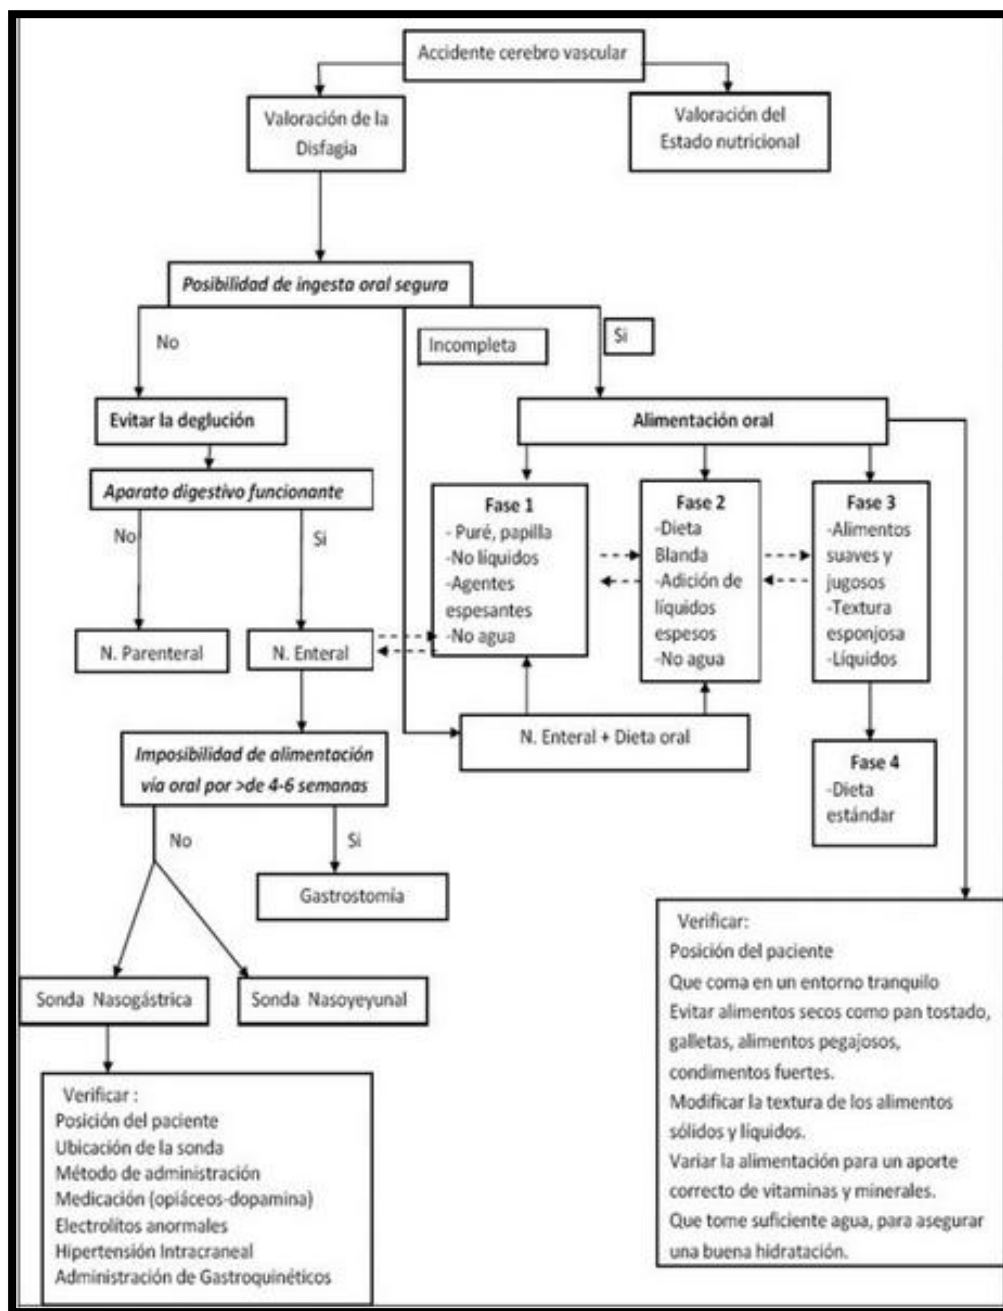 Accidente cerebro vascular
Valoración de la
Disfagia
Valoración del
Estado nutricional
Posibilidad de ingesta oral segura
No
Incompleta
Si
Evitar la deglución
Alimentación oral
Aparato digestivo funcionante
No
Si
N. Parenteral
N. Enteral
Fase 1
- Puré, papilla
-No líquidos
-Agentes
espesantes
-No agua
Fase 2
-Dieta
Blanda
-Adición de
líquidos
espesos
-No agua
Fase 3
-Alimentos
suaves y
jugosos
-Textura
esponjosa
-Líquidos
N. Enteral + Dieta oral
Fase 4
-Dieta
estándar
Imposibilidad de alimentación
vía oral por >de 4-6 semanas
No
Si
Gastrostomía
Sonda Nasogástrica
Sonda Nasoyeyunal
Verificar :
Posición del paciente
Ubicación de la sonda
Método de administración
Medicación (opiáceos-dopamina)
Electrolitos anormales
Hipertensión Intracraneal
Administración de Gastroquinéticos
Verificar:
Posición del paciente
Que coma en un entorno tranquilo
Evitar alimentos secos como pan tostado,
galletas, alimentos pegajosos,
condimentos fuertes.
Modificar la textura de los alimentos
sólidos y líquidos.
Variar la alimentación para un aporte
correcto de vitaminas y minerales.
Que tome suficiente agua, para asegurar
una buena hidratación.